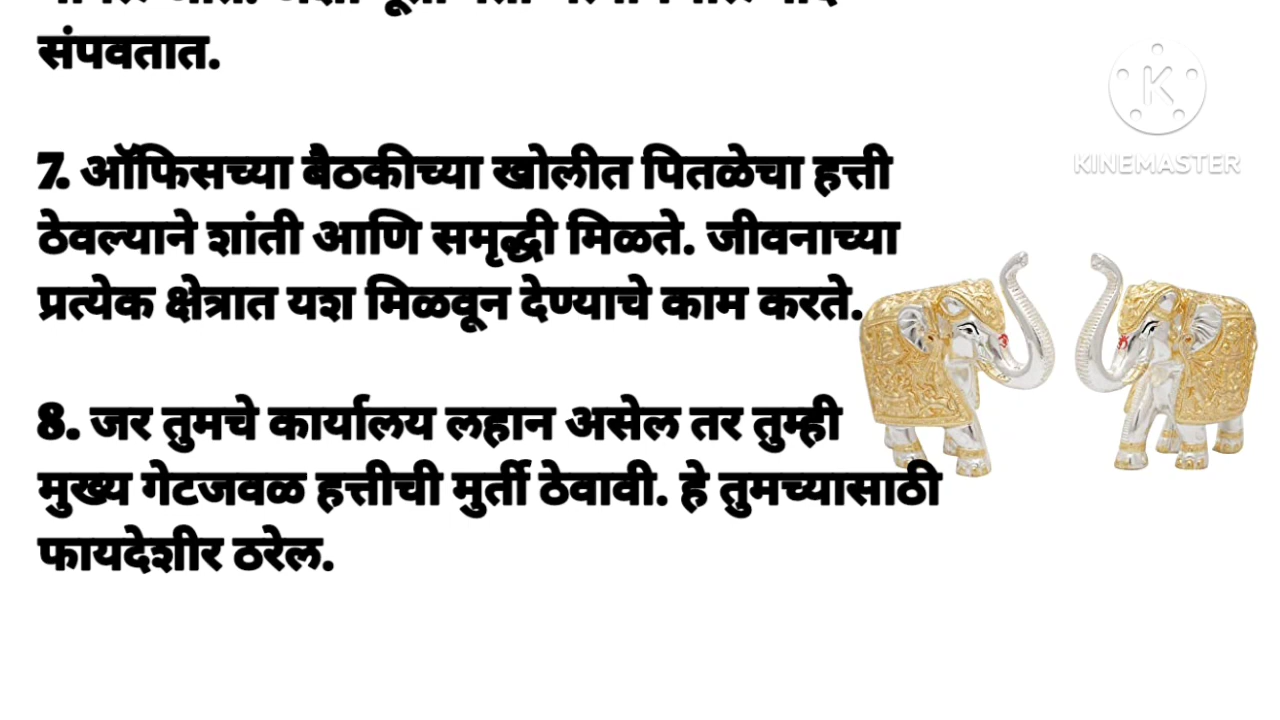 संपवतात.
7. ऑफिसच्या बैठकीच्या खोलीत पितळेचा हत्ती
ठेवल्याने शांती आणि समृद्धी मिळते. जीवनाच्या
प्रत्येक क्षेत्रात यश मिळवून देण्याचे काम करते.
8. जर तुमचे कार्यालय लहान असेल तर तुम्ही
मुख्य गेटजवळ हत्तीची मुर्ती ठेवावी. हे तुमच्यासाठी
फायदेशीर ठरेल.
K
KINEMASTER